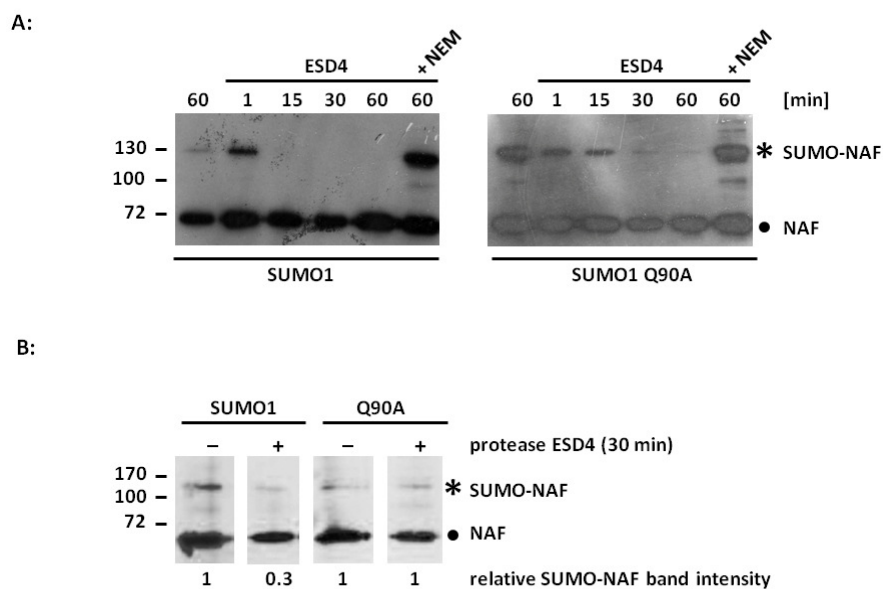 A:
ESD4 +NEM ESD4 +NEM
60 1 15 30 60 60 60 1 15 30 60 60 [min]
130 – * SUMO-NAF
100 –
72 – ● NAF
SUMO1 SUMO1 Q90A
B:
SUMO1 Q90A
– + – + protease ESD4 (30 min)
170 –
100 – * SUMO-NAF
72 –
● NAF
1 0.3 1 1 relative SUMO-NAF band intensity